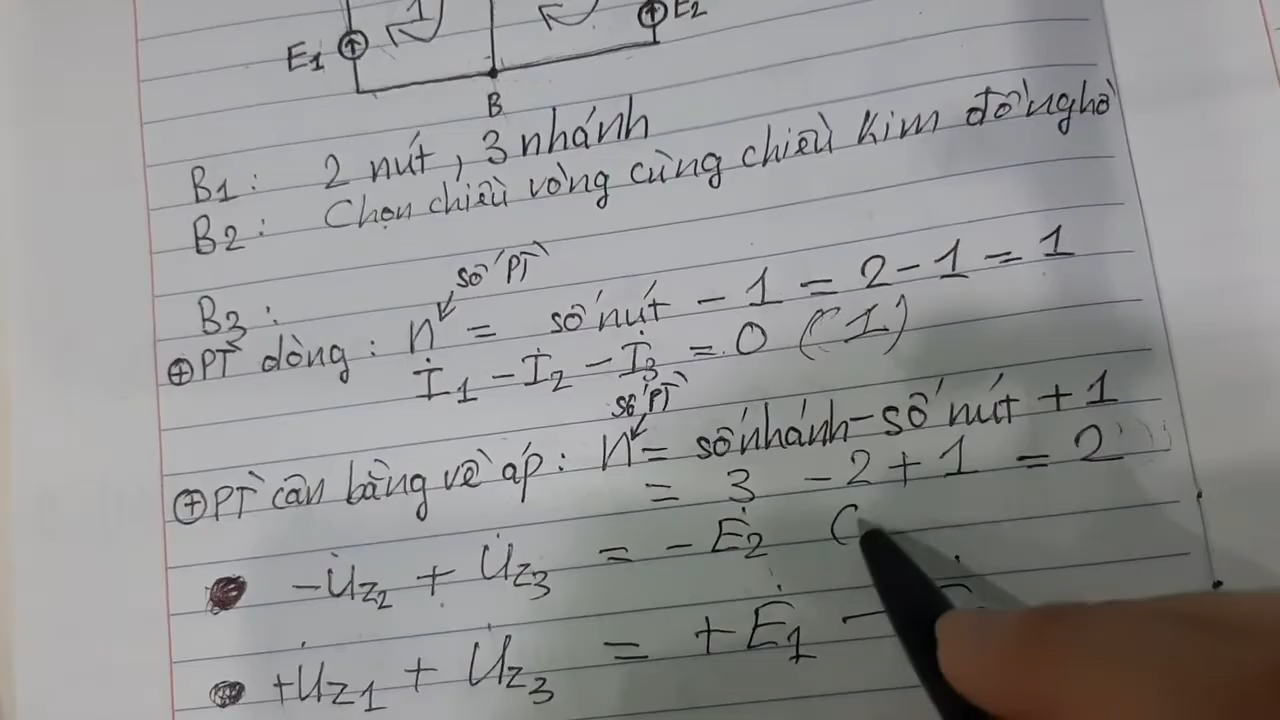 1
E1
E2
B
B1: 2 nút, 3 nhánh
B2: Chọn chiều vòng cùng chiều kim đồng hồ
số PT
B3:
⊕PT dòng: n = số nút - 1 = 2 - 1 = 1
İ1 - İ2 - İ3 = 0 (1)
số PT
⊕PT cân bằng về áp: n = số nhánh - số nút + 1
= 3 - 2 + 1 = 2
- U̇z2 + U̇z3 = - Ė2 (
+U̇z1 + U̇z3 = + Ė1 -